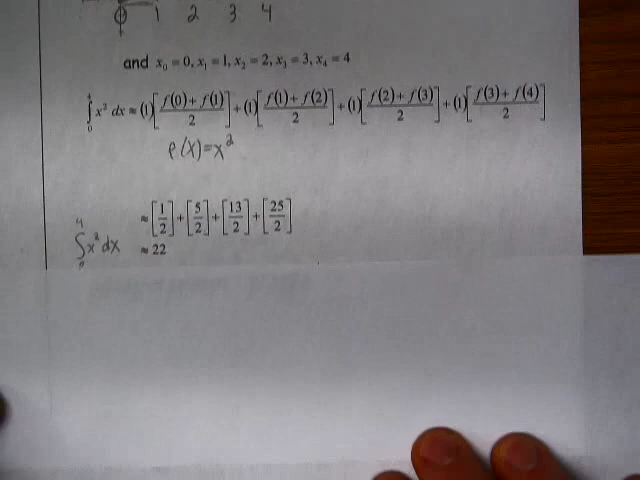 0 1 2 3 4
and x₀ = 0, x₁ = 1, x₂ = 2, x₃ = 3, x₄ = 4
∫₀⁴ x² dx ≈ (1)[(f(0) + f(1))/2] + (1)[(f(1) + f(2))/2] + (1)[(f(2) + f(3))/2] + (1)[(f(3) + f(4))/2]
f(x)=x²
≈ [1/2] + [5/2] + [13/2] + [25/2]
∫₀⁴ x² dx ≈ 22